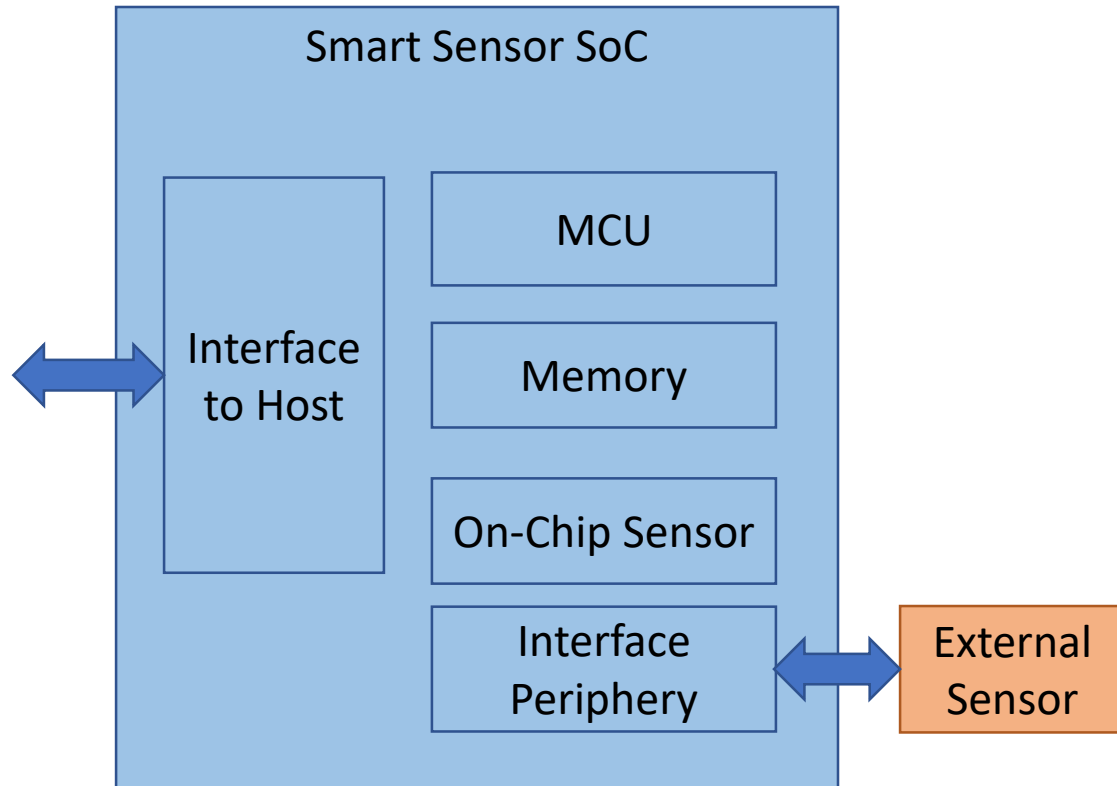 Smart Sensor SoC
Interface
to Host
MCU
Memory
On-Chip Sensor
Interface
Periphery
External
Sensor